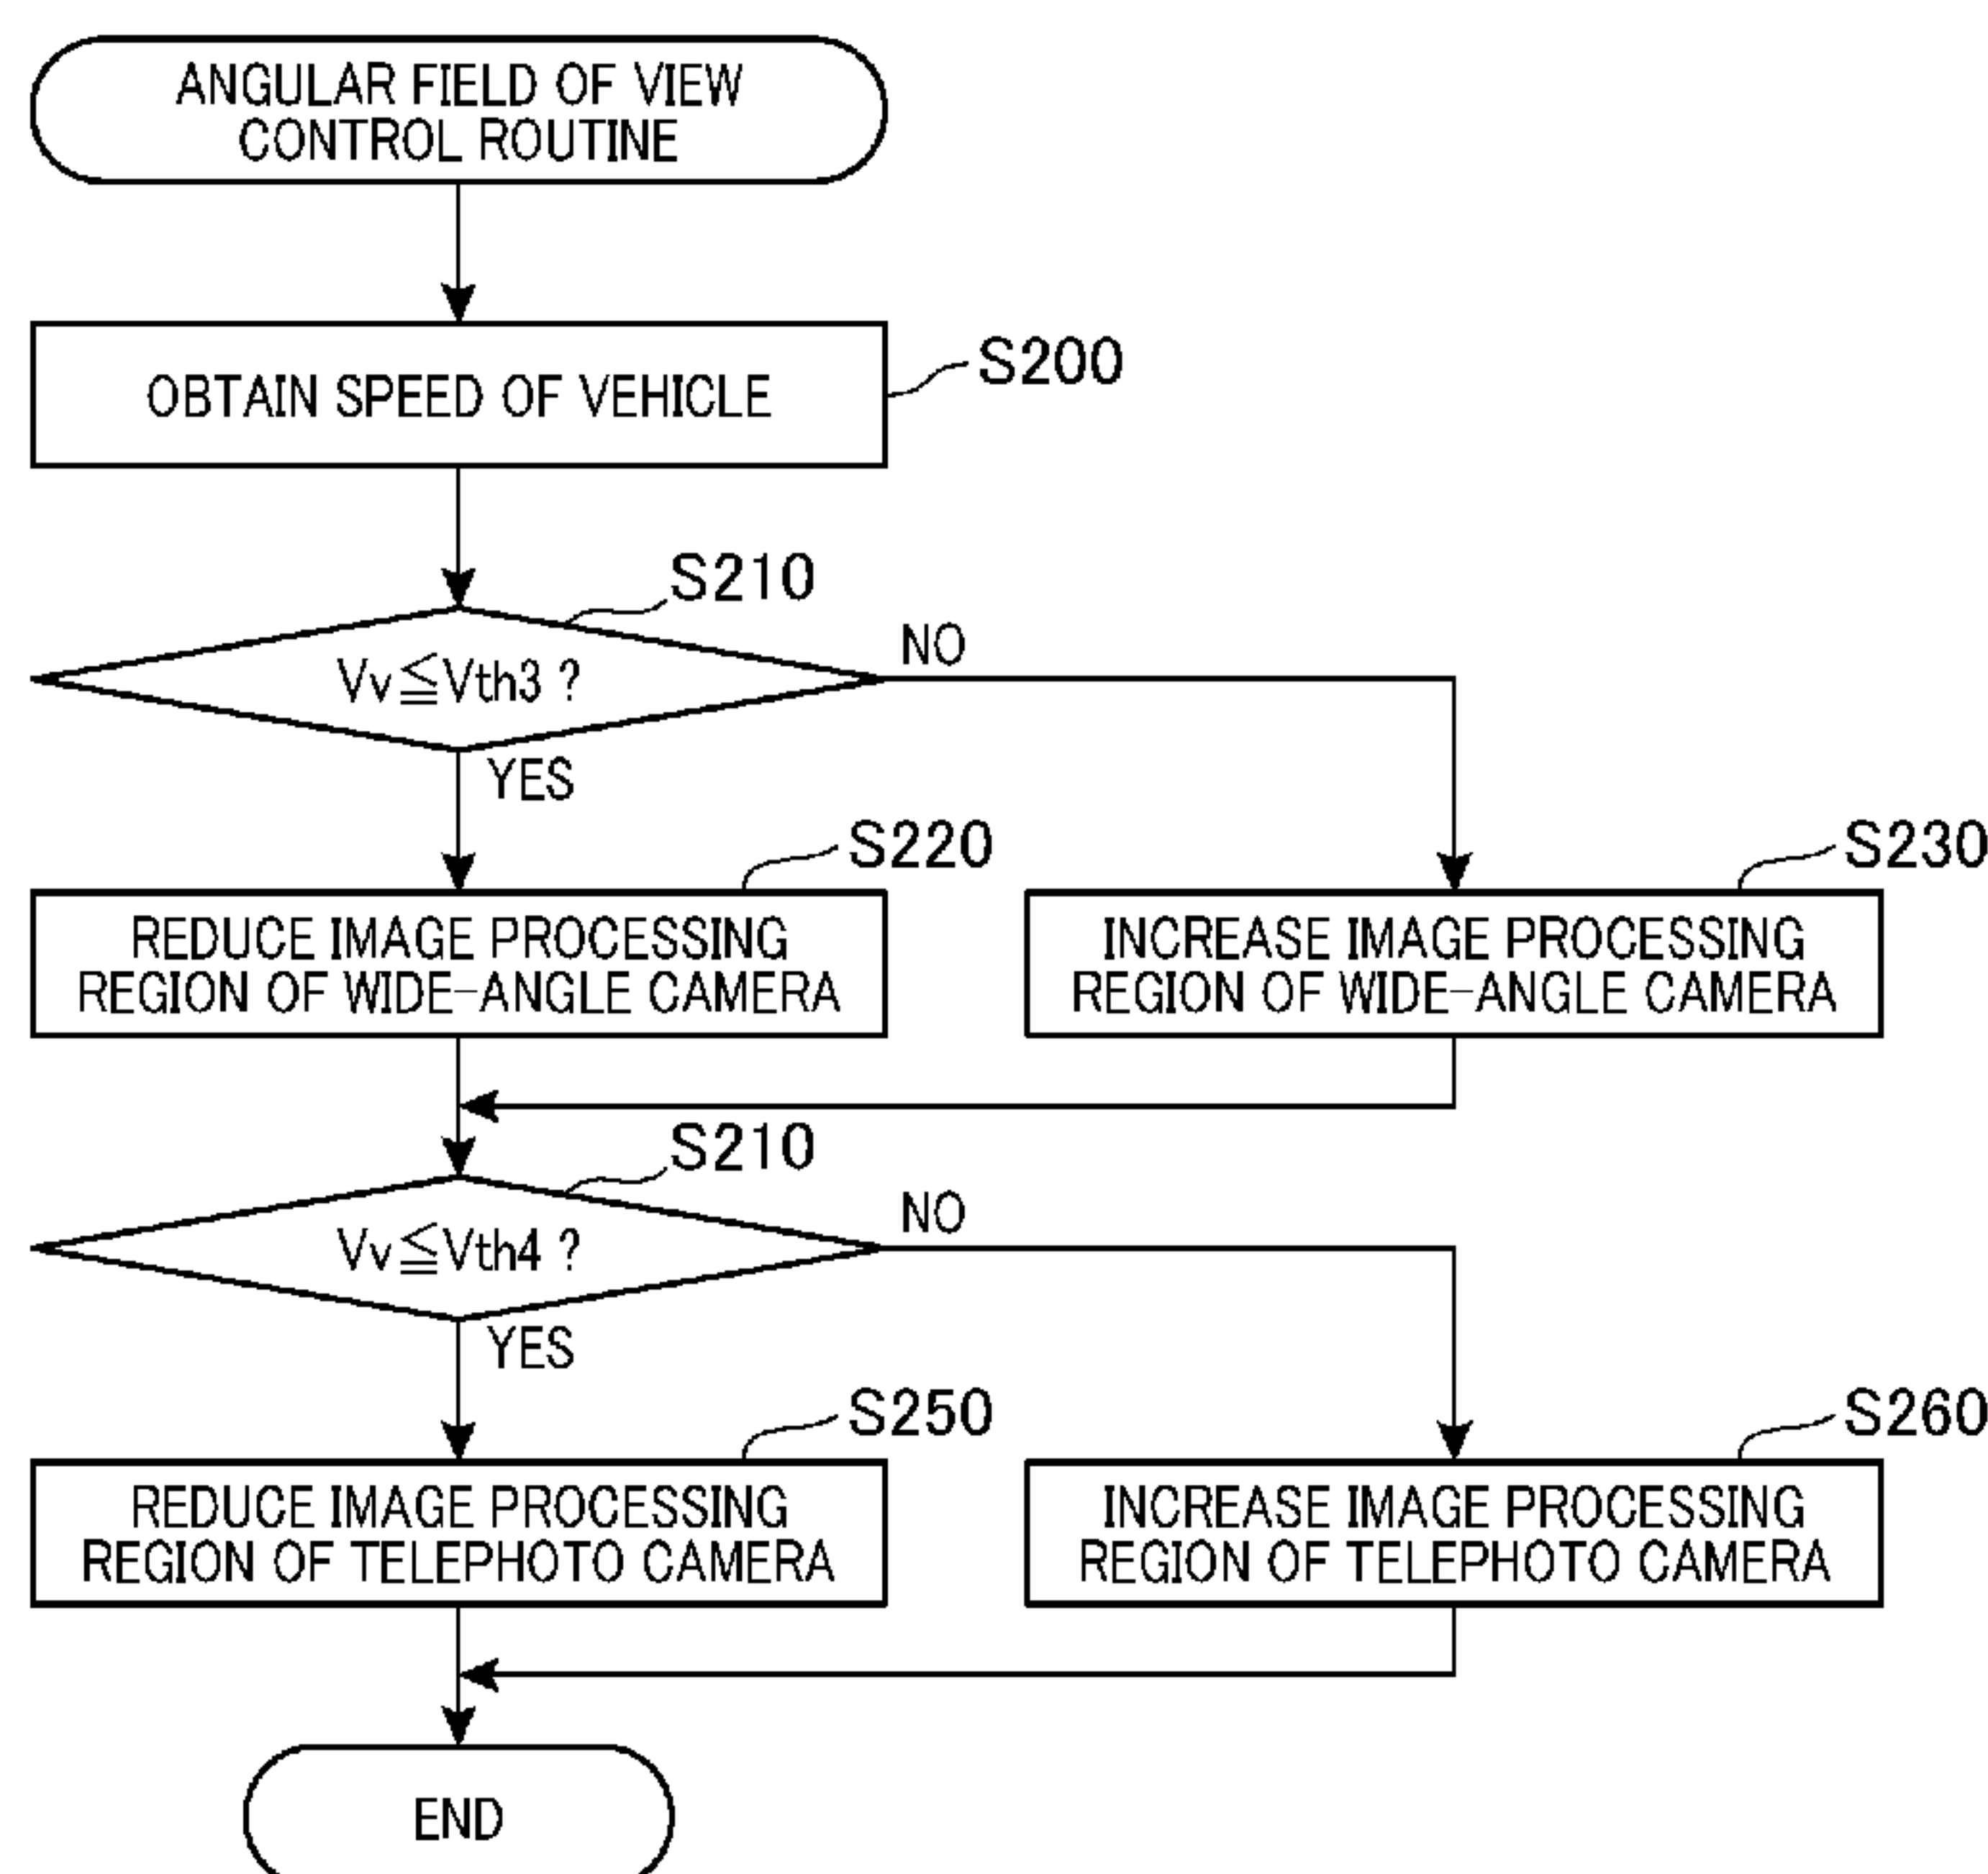 ANGULAR FIELD OF VIEW
CONTROL ROUTINE
OBTAIN SPEED OF VEHICLE
S200
S210
Vv≦Vth3 ?
NO
YES
S220
REDUCE IMAGE PROCESSING
REGION OF WIDE-ANGLE CAMERA
S230
INCREASE IMAGE PROCESSING
REGION OF WIDE-ANGLE CAMERA
S210
Vv≦Vth4 ?
NO
YES
S250
REDUCE IMAGE PROCESSING
REGION OF TELEPHOTO CAMERA
S260
INCREASE IMAGE PROCESSING
REGION OF TELEPHOTO CAMERA
END